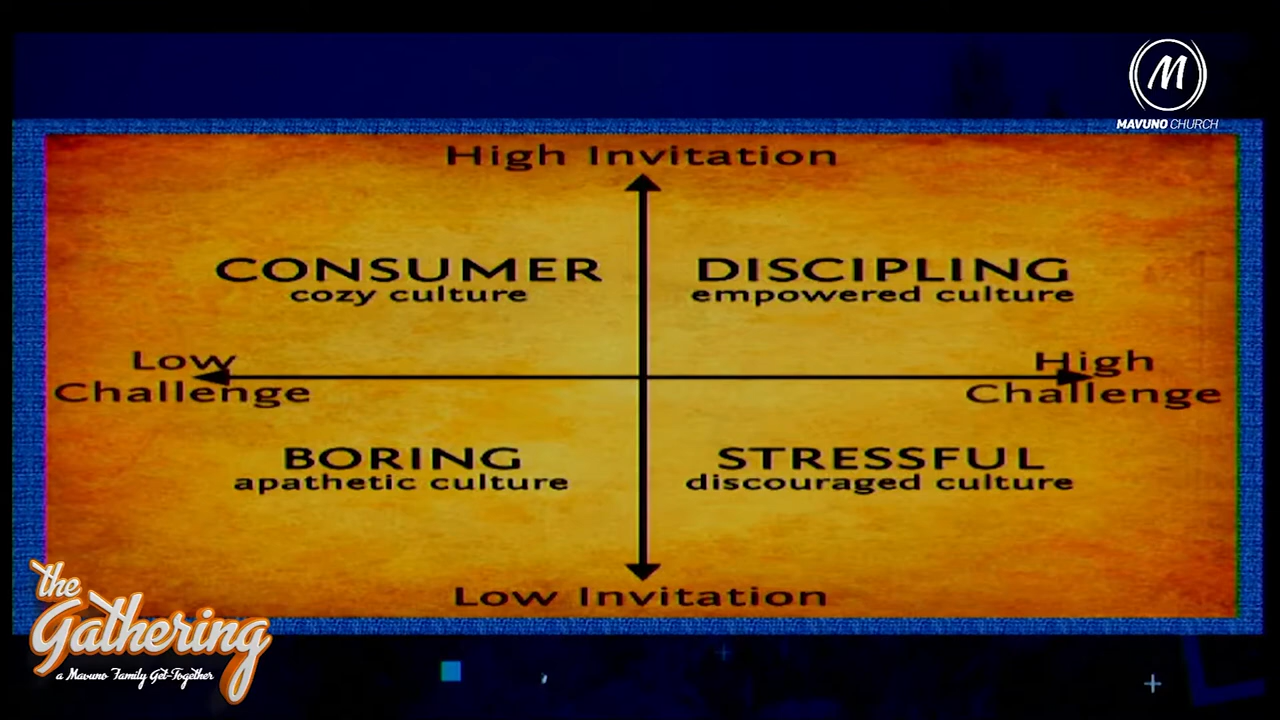 M
MAVUNO CHURCH
High Invitation
CONSUMER
cozy culture
DISCIPLING
empowered culture
Low
Challenge
High
Challenge
BORING
apathetic culture
STRESSFUL
discouraged culture
Low Invitation
the
Gathering
a Mavuno Family Get-Together